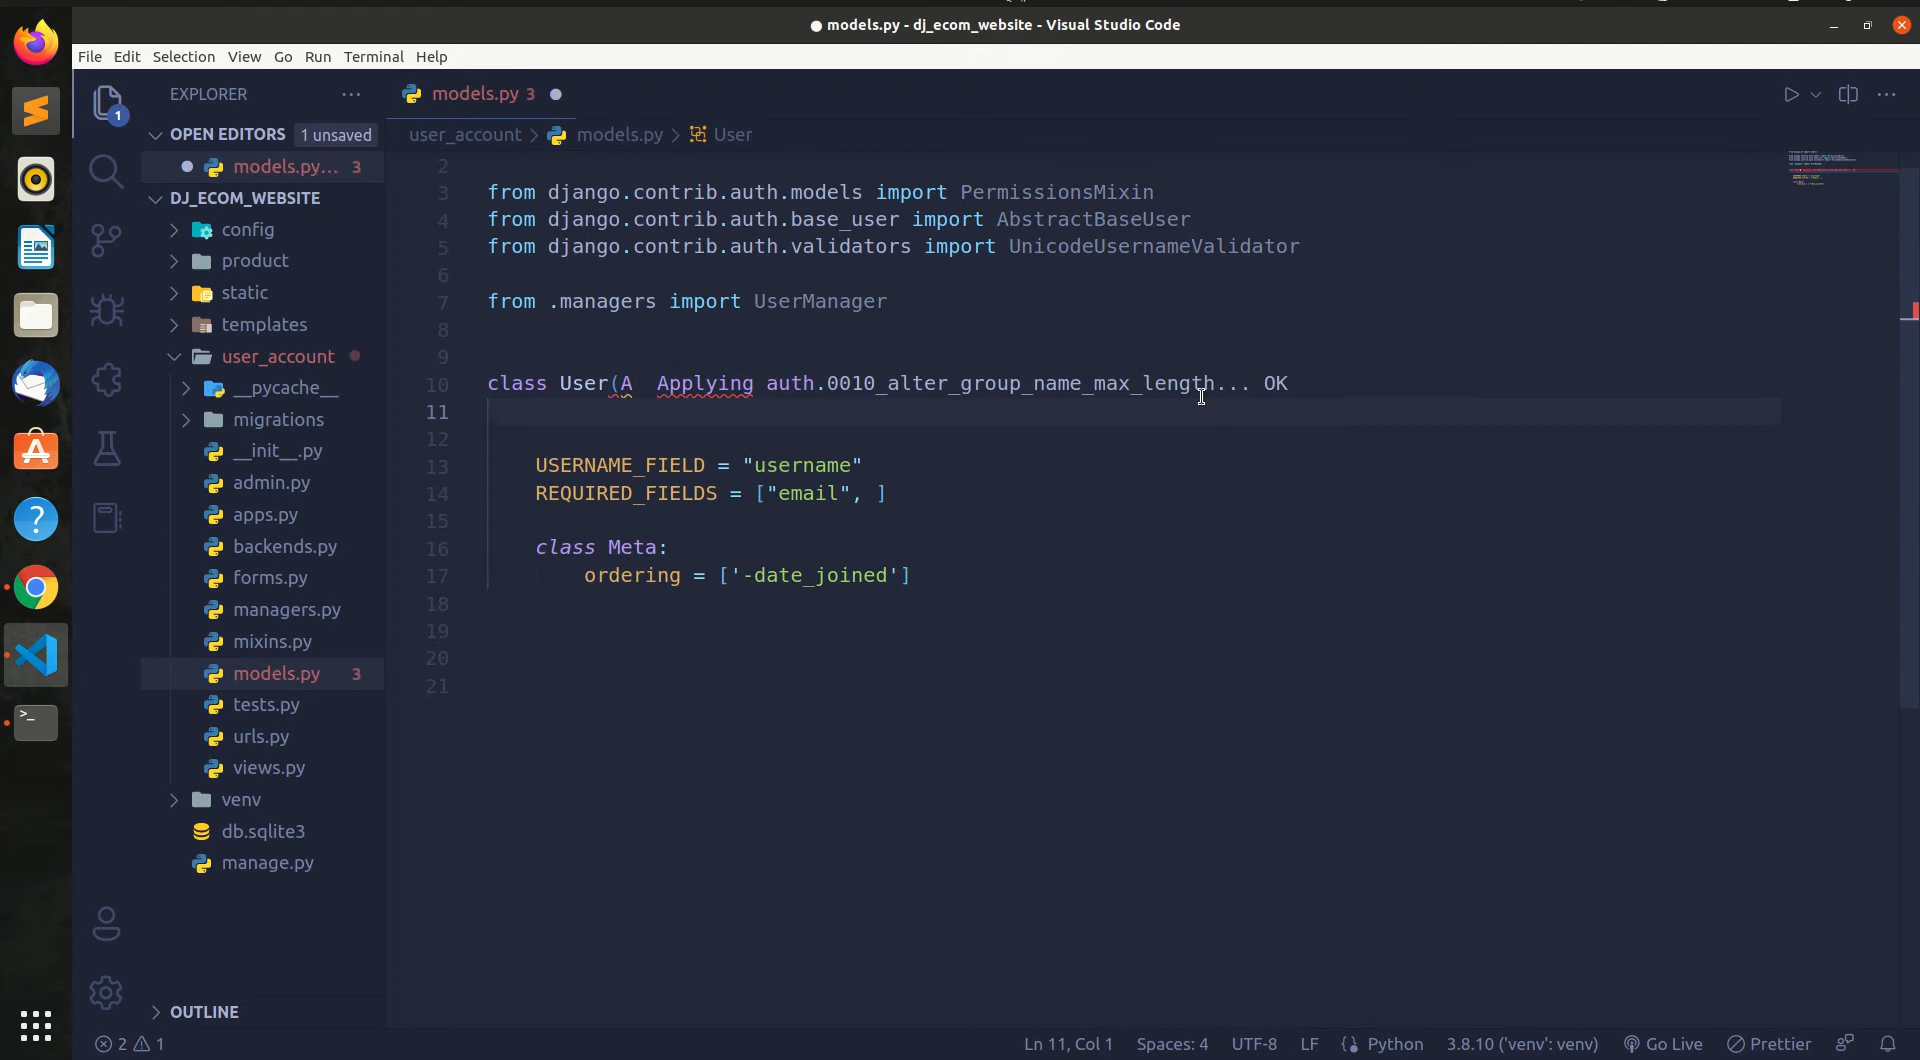 models.py - dj_ecom_website - Visual Studio Code
File Edit Selection View Go Run Terminal Help
EXPLORER
models.py 3
1
OPEN EDITORS 1 unsaved
user_account > models.py > User
models.py... 3
DJ_ECOM_WEBSITE
config
product
static
templates
user_account
__pycache__
migrations
__init__.py
admin.py
apps.py
backends.py
forms.py
managers.py
mixins.py
models.py 3
tests.py
urls.py
views.py
venv
db.sqlite3
manage.py
OUTLINE
2
3 from django.contrib.auth.models import PermissionsMixin
4 from django.contrib.auth.base_user import AbstractBaseUser
5 from django.contrib.auth.validators import UnicodeUsernameValidator
6
7 from .managers import UserManager
8
9
10 class User(A  Applying auth.0010_alter_group_name_max_length... OK
11
12
13 USERNAME_FIELD = "username"
14 REQUIRED_FIELDS = ["email", ]
15
16 class Meta:
17 ordering = ['-date_joined']
18
19
20
21
2 1 Ln 11, Col 1 Spaces: 4 UTF-8 LF Python 3.8.10 ('venv': venv) Go Live Prettier